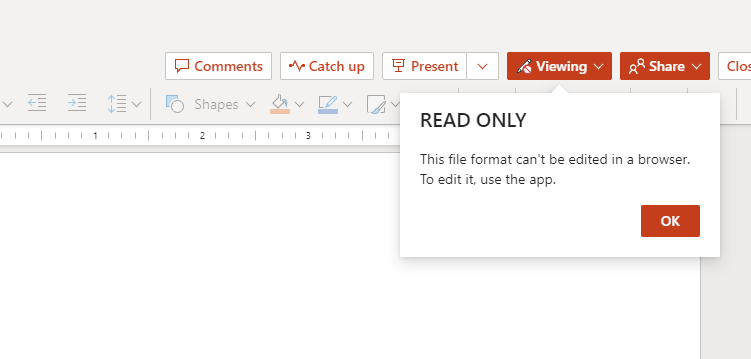 Comments Catch up Present Viewing Share Clos
Shapes
1 2 3
READ ONLY
This file format can't be edited in a browser.
To edit it, use the app.
OK